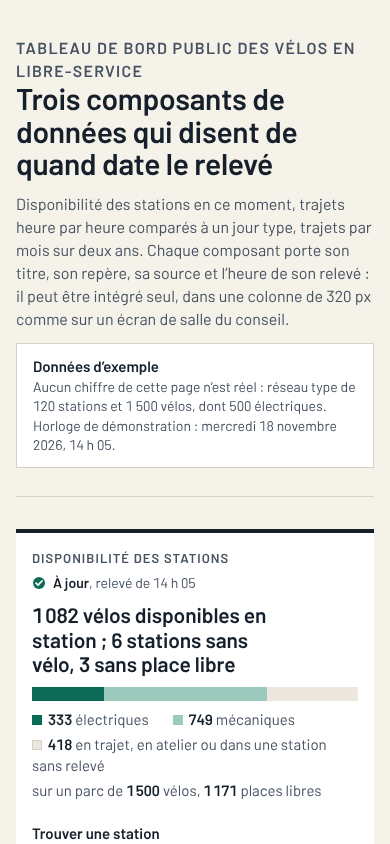 TABLEAU DE BORD PUBLIC DES VÉLOS EN
LIBRE-SERVICE
Trois composants de
données qui disent de
quand date le relevé
Disponibilité des stations en ce moment, trajets
heure par heure comparés à un jour type, trajets par
mois sur deux ans. Chaque composant porte son
titre, son repère, sa source et l’heure de son relevé :
il peut être intégré seul, dans une colonne de 320 px
comme sur un écran de salle du conseil.
Données d’exemple
Aucun chiffre de cette page n’est réel : réseau type de
120 stations et 1 500 vélos, dont 500 électriques.
Horloge de démonstration : mercredi 18 novembre
2026, 14 h 05.
DISPONIBILITÉ DES STATIONS
À jour, relevé de 14 h 05
1 082 vélos disponibles en
station ; 6 stations sans
vélo, 3 sans place libre
333 électriques 749 mécaniques
418 en trajet, en atelier ou dans une station
sans relevé
sur un parc de 1 500 vélos, 1 171 places libres
Trouver une station